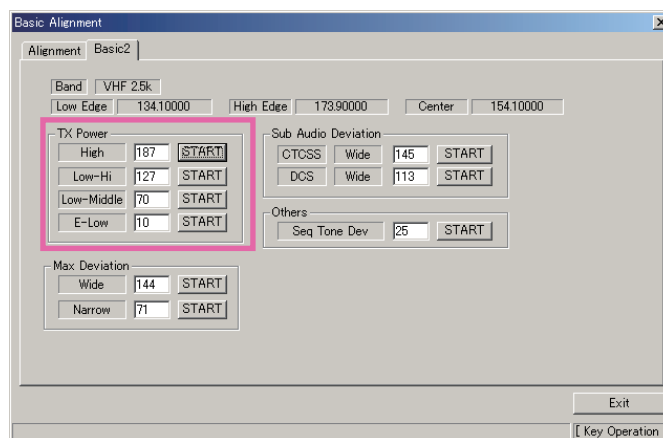 Basic Alignment
Alignment Basic2
Band VHF 2.5k
Low Edge 134.10000 High Edge 173.90000 Center 154.10000
TX Power
High 187 START
Low-Hi 127 START
Low-Middle 70 START
E-Low 10 START
Sub Audio Deviation
CTCSS Wide 145 START
DCS Wide 113 START
Others
Seq Tone Dev 25 START
Max Deviation
Wide 144 START
Narrow 71 START
Exit
[ Key Operation